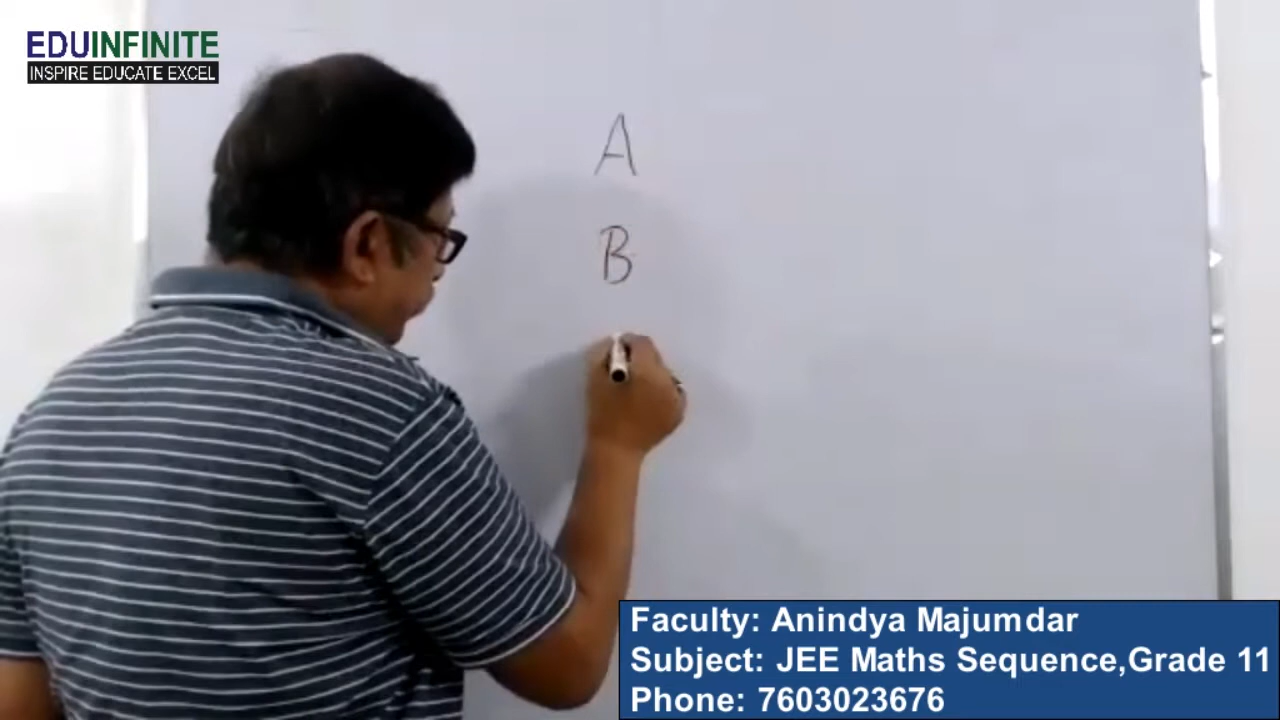 EDUINFINITE
INSPIRE EDUCATE EXCEL
A
B
Faculty: Anindya Majumdar
Subject: JEE Maths Sequence,Grade 11
Phone: 7603023676